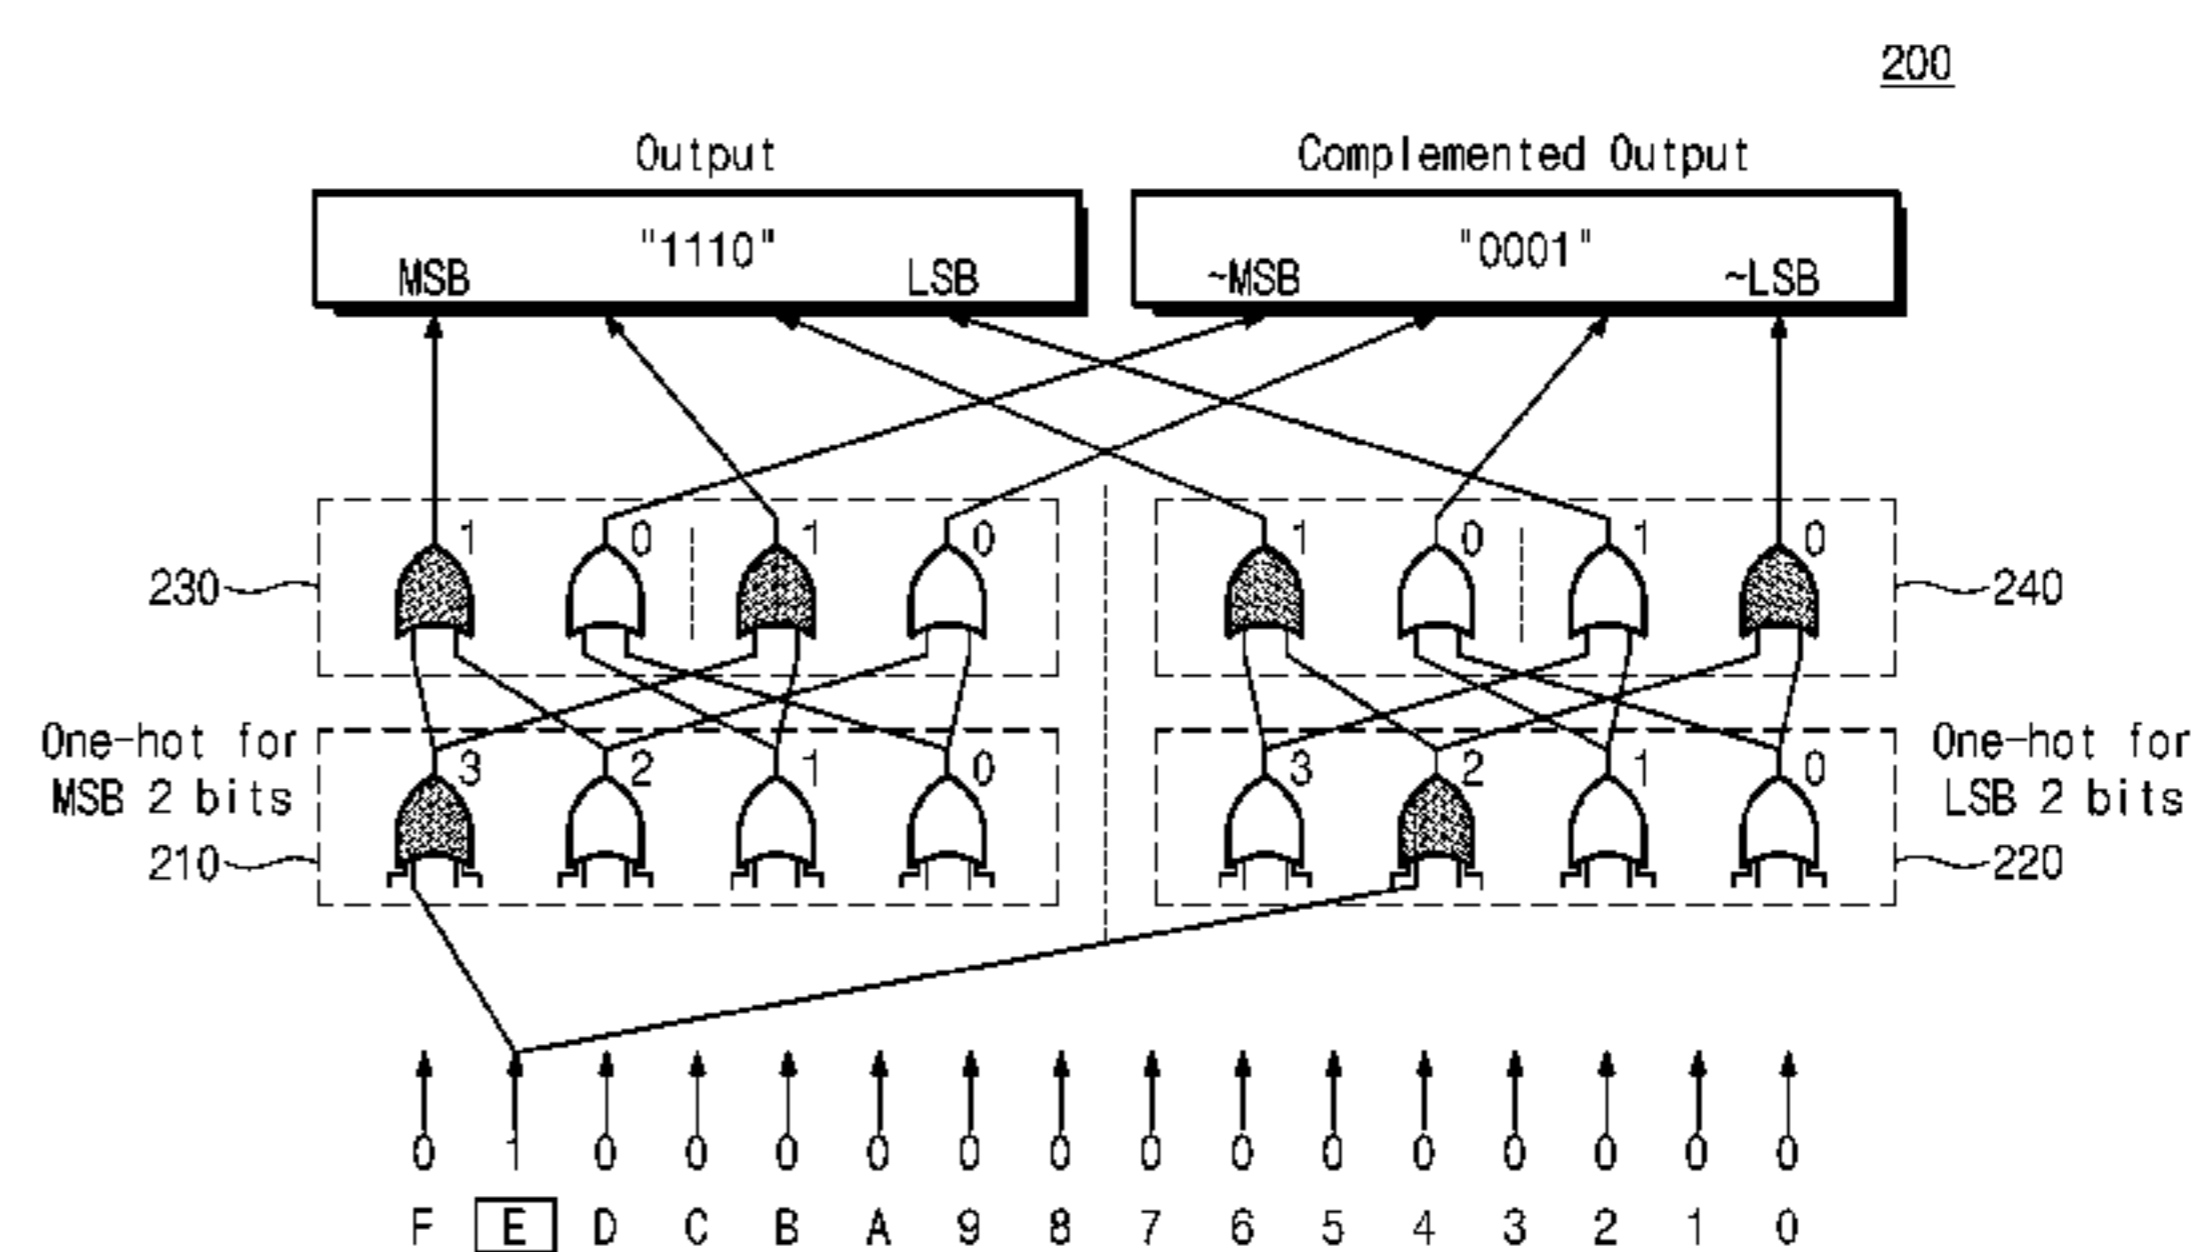 200
Output Complemented Output
"1110" "0001"
MSB LSB ~MSB ~LSB
1 0 1 0 1 0 1 0
230 240
One-hot for
MSB 2 bits
3 2 1 0 3 2 1 0
One-hot for
LSB 2 bits
210 220
0 1 0 0 0 0 0 0 0 0 0 0 0 0 0 0
F E D C B A 9 8 7 6 5 4 3 2 1 0